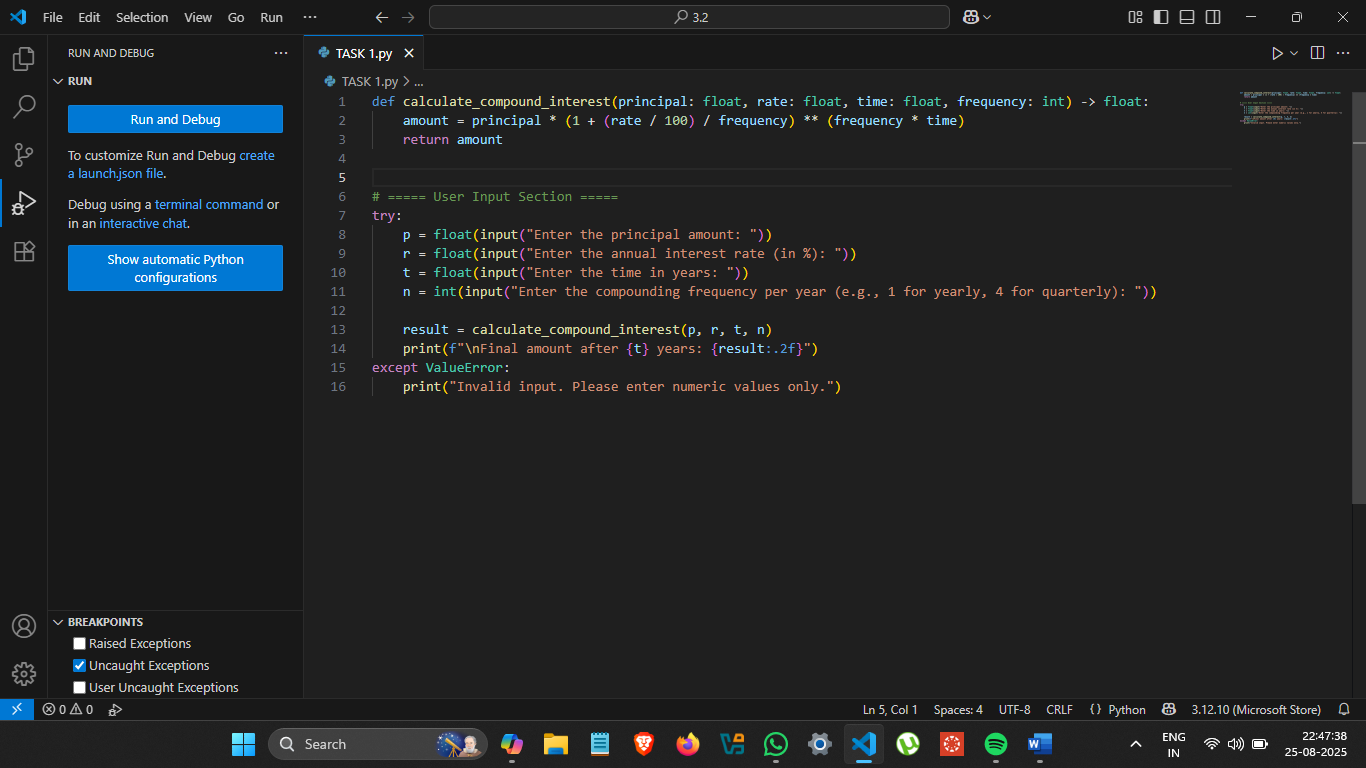 File Edit Selection View Go Run ··· 3.2
RUN AND DEBUG ···
RUN
Run and Debug
To customize Run and Debug create
a launch.json file.
Debug using a terminal command or
in an interactive chat.
Show automatic Python
configurations
BREAKPOINTS
Raised Exceptions
Uncaught Exceptions
User Uncaught Exceptions
TASK 1.py
TASK 1.py > ...
1 def calculate_compound_interest(principal: float, rate: float, time: float, frequency: int) -> float:
2     amount = principal * (1 + (rate / 100) / frequency) ** (frequency * time)
3     return amount
4
5
6 # ===== User Input Section =====
7 try:
8     p = float(input("Enter the principal amount: "))
9     r = float(input("Enter the annual interest rate (in %): "))
10     t = float(input("Enter the time in years: "))
11     n = int(input("Enter the compounding frequency per year (e.g., 1 for yearly, 4 for quarterly): "))
12
13     result = calculate_compound_interest(p, r, t, n)
14     print(f"\nFinal amount after {t} years: {result:.2f}")
15 except ValueError:
16     print("Invalid input. Please enter numeric values only.")
0 0 Ln 5, Col 1 Spaces: 4 UTF-8 CRLF {} Python 3.12.10 (Microsoft Store)
Search
ENG
IN
22:47:38
25-08-2025